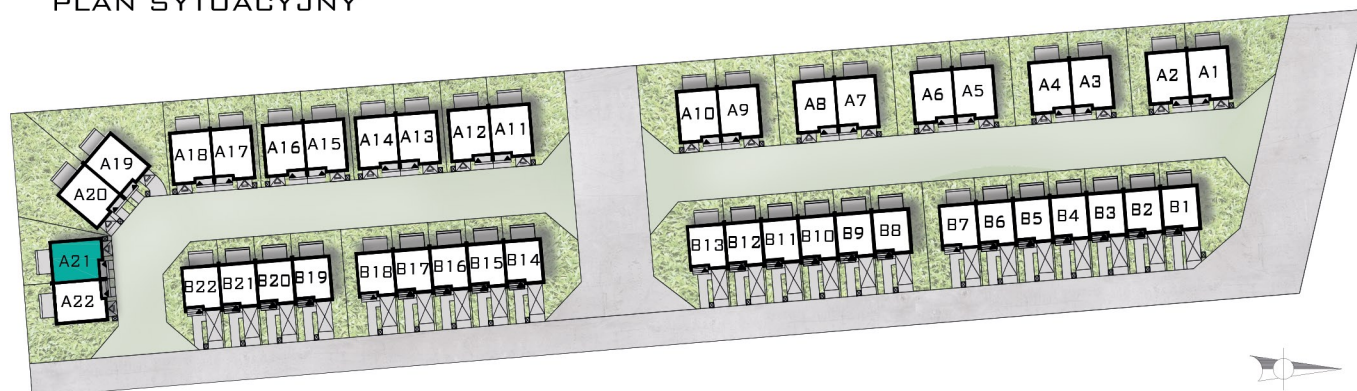 PLAN SYTUACYJNY
A18 A17 A16 A15 A14 A13 A12 A11 A10 A9 A8 A7 A6 A5 A4 A3 A2 A1
A19
A20
A21
A22
B22 B21 B20 B19 B18 B17 B16 B15 B14 B13 B12 B11 B10 B9 B8 B7 B6 B5 B4 B3 B2 B1